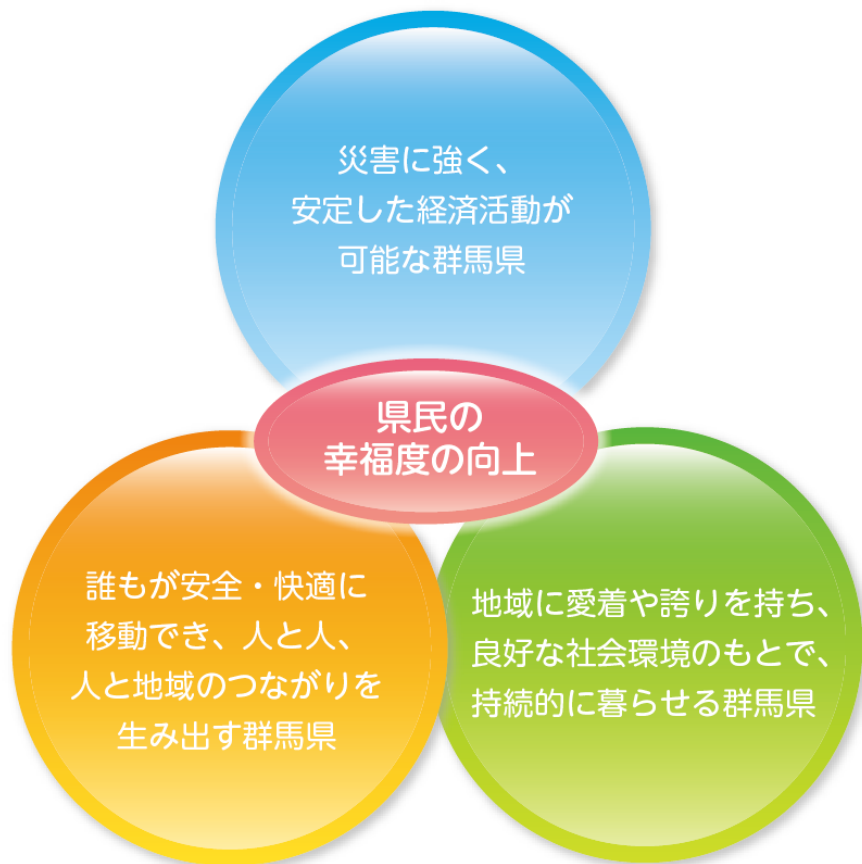 災害に強く、
安定した経済活動が
可能な群馬県
県民の
幸福度の向上
誰もが安全・快適に
移動でき、人と人、
人と地域のつながりを
生み出す群馬県
地域に愛着や誇りを持ち、
良好な社会環境のもとで、
持続的に暮らせる群馬県